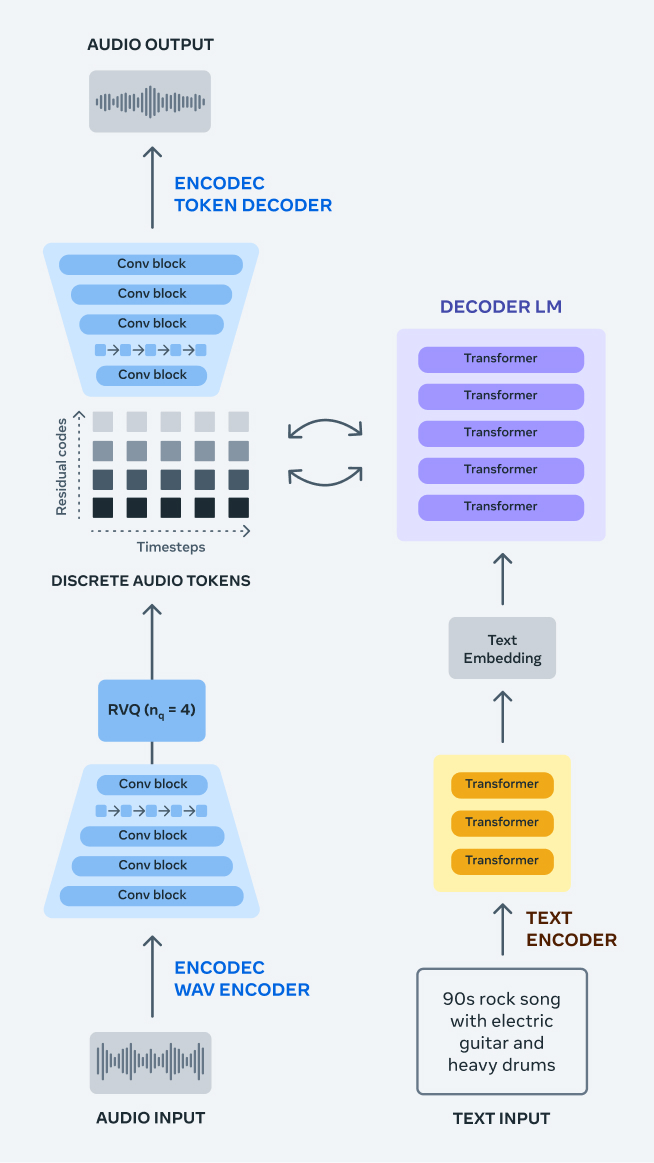 AUDIO OUTPUT
ENCODEC
TOKEN DECODER
Conv block
Conv block
Conv block
Conv block
Residual codes
Timesteps
DISCRETE AUDIO TOKENS
RVQ (nq = 4)
Conv block
Conv block
Conv block
Conv block
ENCODEC
WAV ENCODER
AUDIO INPUT
DECODER LM
Transformer
Transformer
Transformer
Transformer
Transformer
Text
Embedding
Transformer
Transformer
Transformer
TEXT
ENCODER
90s rock song
with electric
guitar and
heavy drums
TEXT INPUT